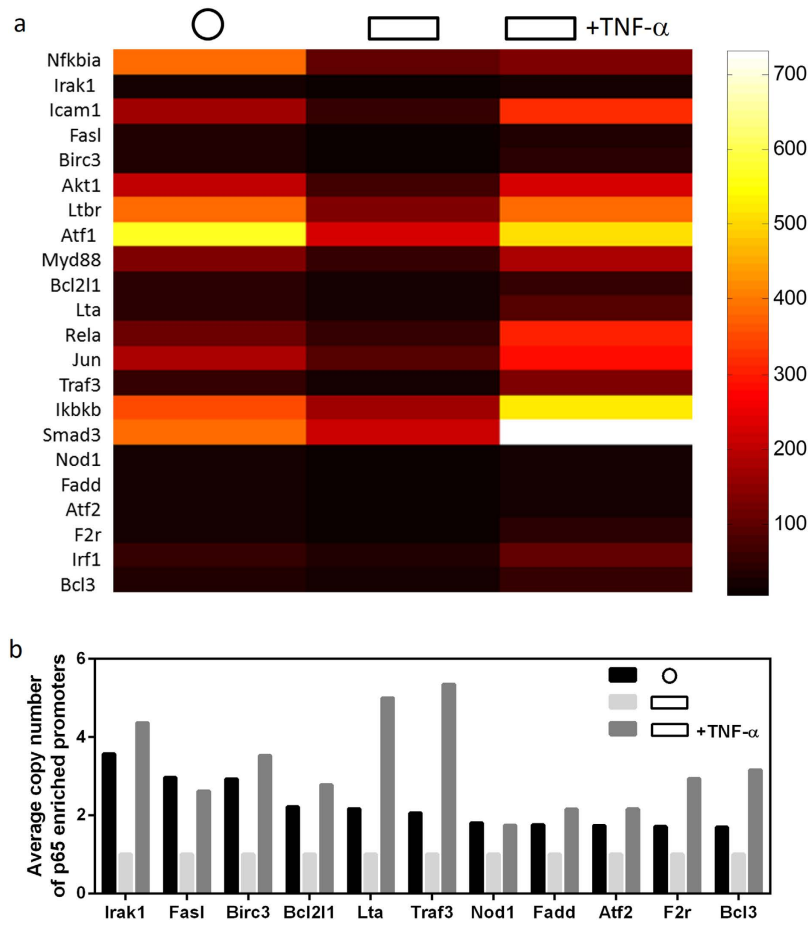 a
+TNF-α
Nfkbia
Irak1
Icam1
Fasl
Birc3
Akt1
Ltbr
Atf1
Myd88
Bcl2l1
Lta
Rela
Jun
Traf3
Ikbkb
Smad3
Nod1
Fadd
Atf2
F2r
Irf1
Bcl3
700
600
500
400
300
200
100
b
Average copy number
of p65 enriched promoters
6
4
2
0
+TNF-α
Irak1 Fasl Birc3 Bcl2l1 Lta Traf3 Nod1 Fadd Atf2 F2r Bcl3